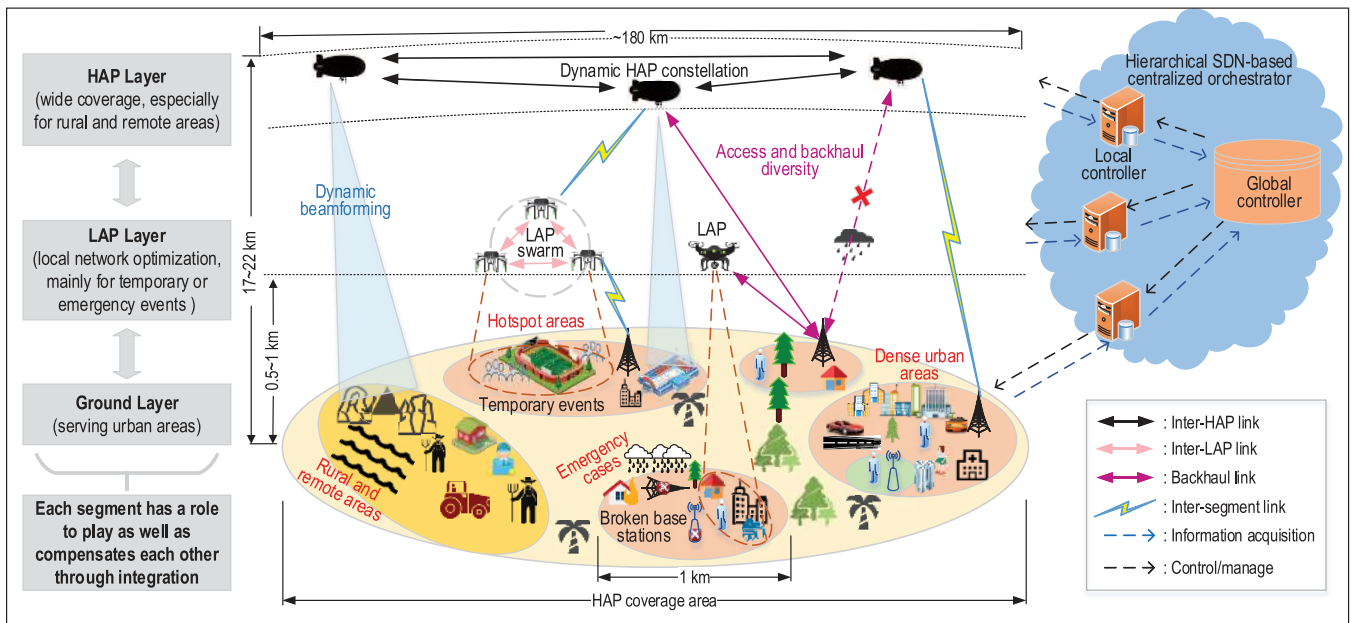 HAP Layer
(wide coverage, especially
for rural and remote areas)
LAP Layer
(local network optimization,
mainly for temporary or
emergency events )
Ground Layer
(serving urban areas)
Each segment has a role
to play as well as
compensates each other
through integration
17~22 km
0.5~ 1 km
~180 km
Dynamic HAP constellation
Dynamic
beamforming
LAP
swarm
LAP
Access and backhaul
diversity
Hotspot areas
Temporary events
Dense urban
areas
Rural and
remote areas
Emergency
cases
Broken base
stations
1 km
HAP coverage area
Hierarchical SDN-based
centralized orchestrator
Local
controller
Global
controller
: Inter-HAP link
: Inter-LAP link
: Backhaul link
: Inter-segment link
: Information acquisition
: Control/manage